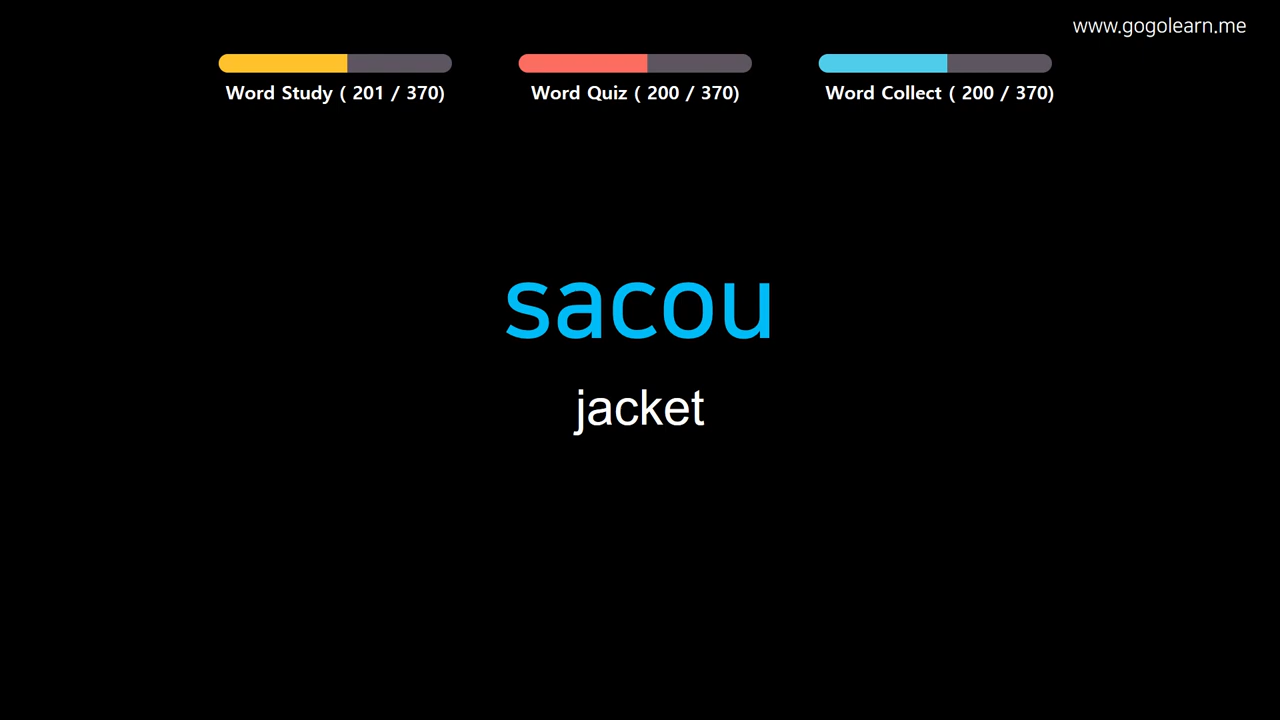 www.gogolearn.me
Word Study ( 201 / 370)
Word Quiz ( 200 / 370)
Word Collect ( 200 / 370)
sacou
jacket